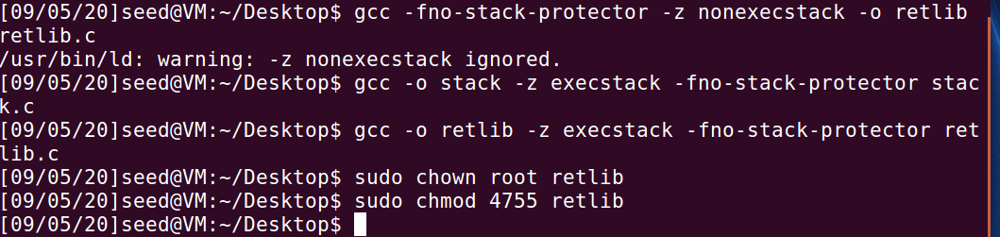 [09/05/20]seed@VM:~/Desktop$ gcc -fno-stack-protector -z nonexecstack -o retlib
retlib.c
/usr/bin/ld: warning: -z nonexecstack ignored.
[09/05/20]seed@VM:~/Desktop$ gcc -o stack -z execstack -fno-stack-protector stac
k.c
[09/05/20]seed@VM:~/Desktop$ gcc -o retlib -z execstack -fno-stack-protector ret
lib.c
[09/05/20]seed@VM:~/Desktop$ sudo chown root retlib
[09/05/20]seed@VM:~/Desktop$ sudo chmod 4755 retlib
[09/05/20]seed@VM:~/Desktop$